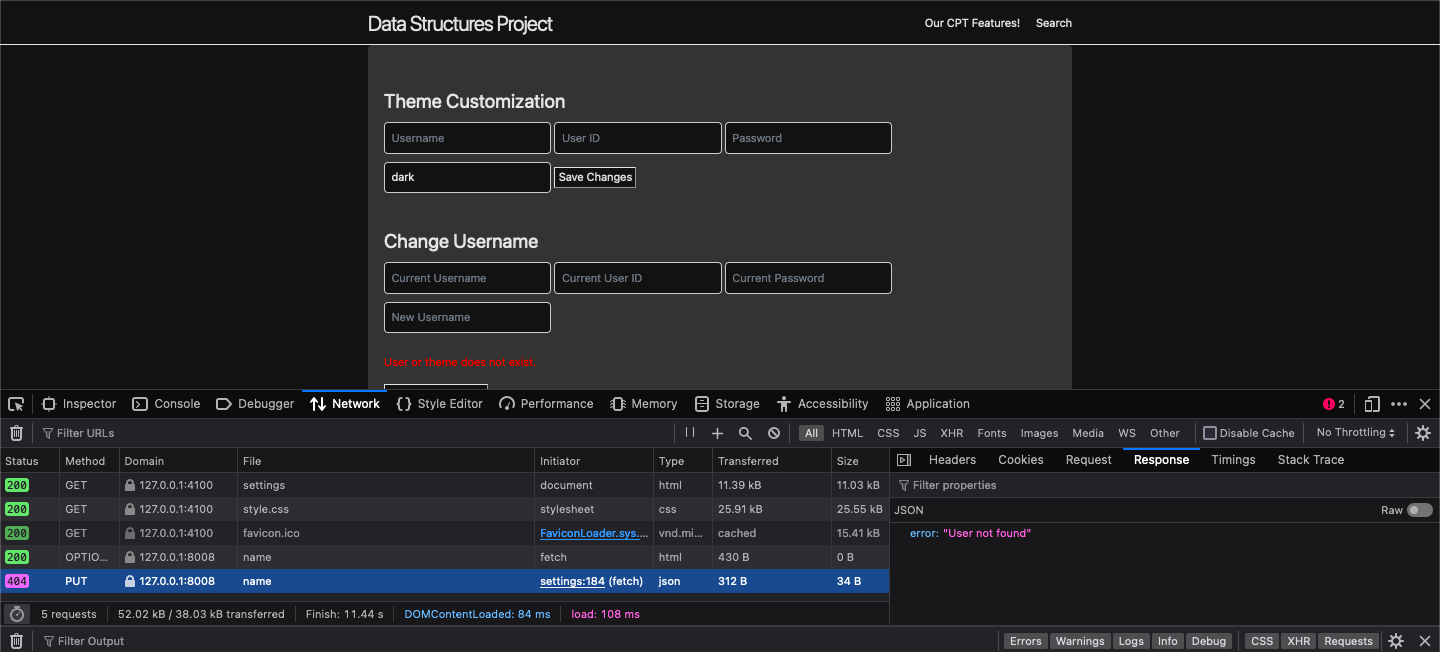 Data Structures Project Our CPT Features! Search
Theme Customization
Username User ID Password
dark Save Changes
Change Username
Current Username Current User ID Current Password
New Username
User or theme does not exist.
Inspector Console Debugger Network Style Editor Performance Memory Storage Accessibility Application 2
Filter URLs All HTML CSS JS XHR Fonts Images Media WS Other Disable Cache No Throttling
Status Method Domain File Initiator Type Transferred Size Headers Cookies Request Response Timings Stack Trace
200 GET 127.0.0.1:4100 settings document html 11.39 kB 11.03 kB Filter properties
200 GET 127.0.0.1:4100 style.css stylesheet css 25.91 kB 25.55 kB JSON Raw
200 GET 127.0.0.1:4100 favicon.ico FaviconLoader.sys.... vnd.mi... cached 15.41 kB error: "User not found"
200 OPTIO... 127.0.0.1:8008 name fetch html 430 B 0 B
404 PUT 127.0.0.1:8008 name settings:184 (fetch) json 312 B 34 B
5 requests 52.02 kB / 38.03 kB transferred Finish: 11.44 s DOMContentLoaded: 84 ms load: 108 ms
Filter Output Errors Warnings Logs Info Debug CSS XHR Requests